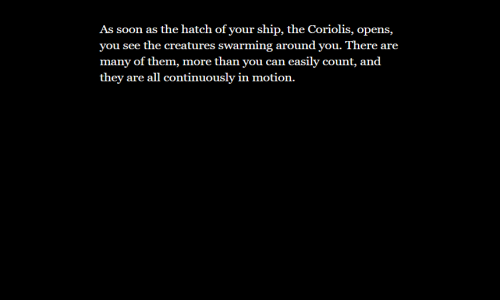 As soon as the hatch of your ship, the Coriolis, opens,
you see the creatures swarming around you. There are
many of them, more than you can easily count, and
they are all continuously in motion.